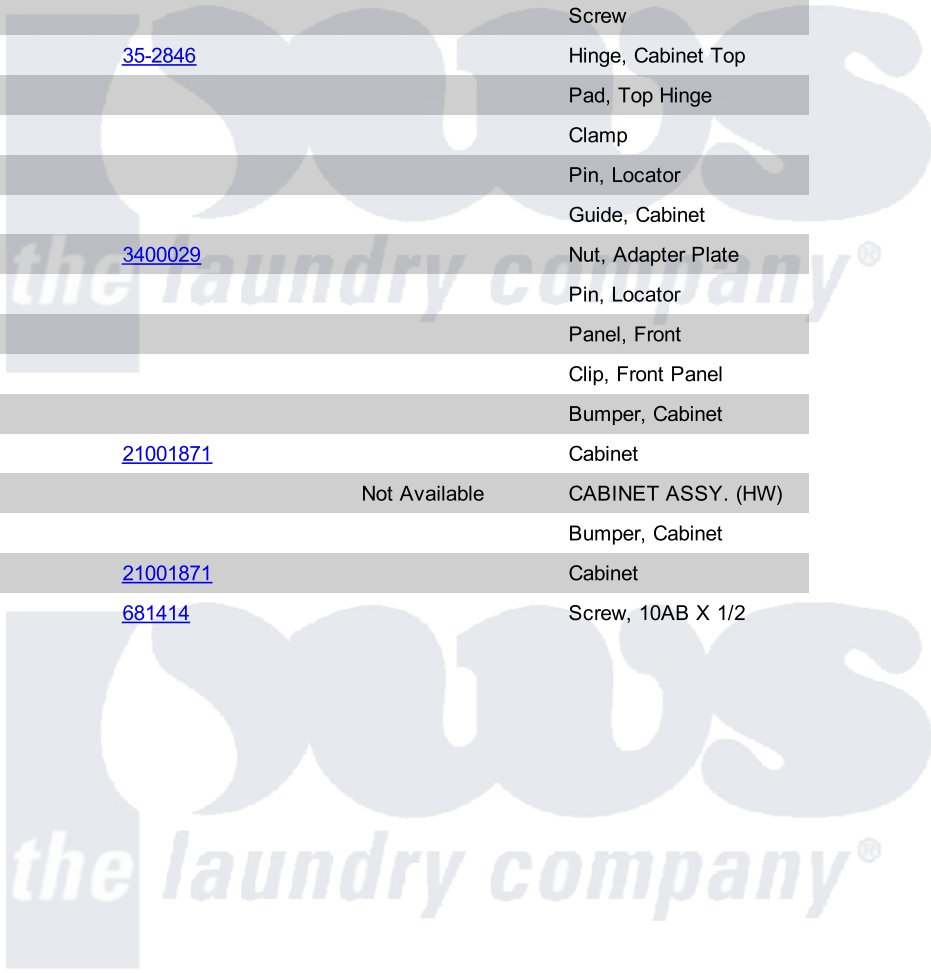 Screw
35-2846 Hinge, Cabinet Top
Pad, Top Hinge
Clamp
Pin, Locator
Guide, Cabinet
3400029 Nut, Adapter Plate
Pin, Locator
Panel, Front
Clip, Front Panel
Bumper, Cabinet
21001871 Cabinet
Not Available CABINET ASSY. (HW)
Bumper, Cabinet
21001871 Cabinet
681414 Screw, 10AB X 1/2
pws
the laundry company®
pws
the laundry company®